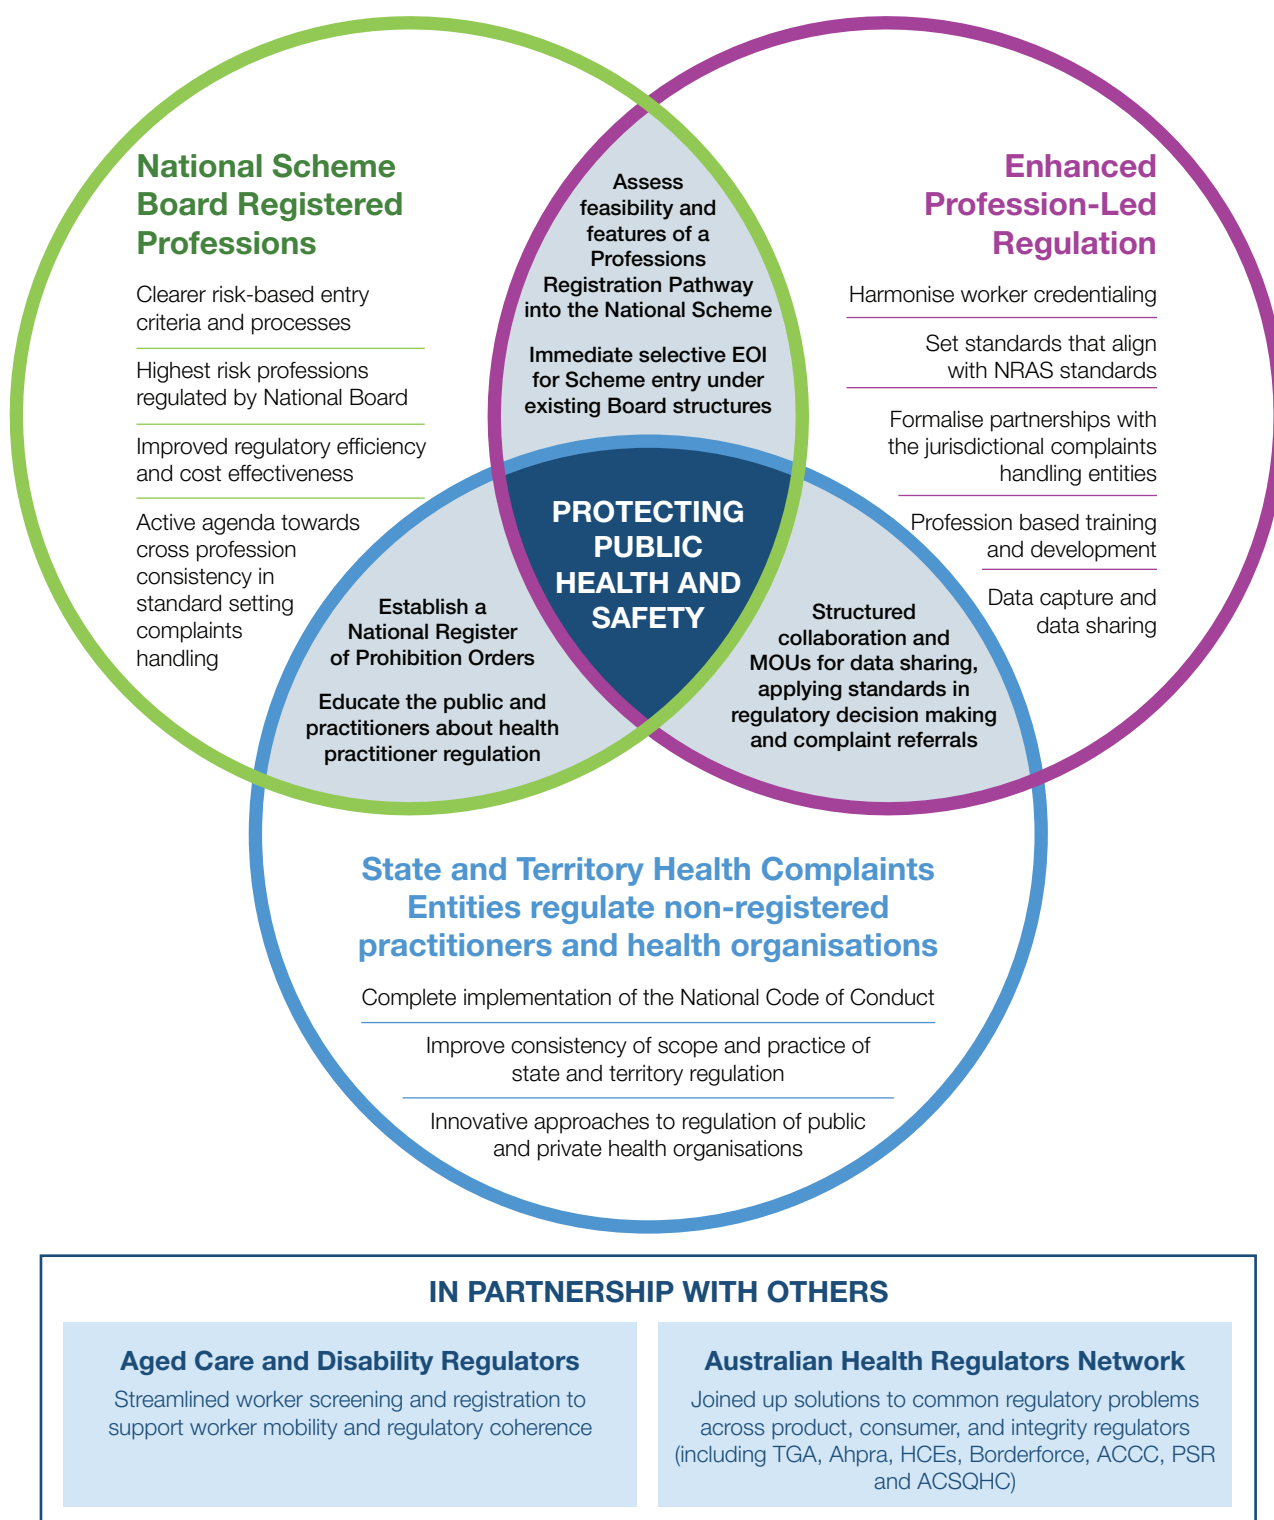 National Scheme
Board Registered
Professions
Clearer risk-based entry
criteria and processes
Highest risk professions
regulated by National Board
Improved regulatory efficiency
and cost effectiveness
Active agenda towards
cross profession
consistency in
standard setting
complaints
handling
Assess
feasibility and
features of a
Professions
Registration Pathway
into the National Scheme
Immediate selective EOI
for Scheme entry under
existing Board structures
Enhanced
Profession-Led
Regulation
Harmonise worker credentialing
Set standards that align
with NRAS standards
Formalise partnerships with
the jurisdictional complaints
handling entities
Profession based training
and development
Data capture and
data sharing
PROTECTING
PUBLIC
HEALTH AND
SAFETY
Establish a
National Register
of Prohibition Orders
Educate the public and
practitioners about health
practitioner regulation
Structured
collaboration and
MOUs for data sharing,
applying standards in
regulatory decision making
and complaint referrals
State and Territory Health Complaints
Entities regulate non-registered
practitioners and health organisations
Complete implementation of the National Code of Conduct
Improve consistency of scope and practice of
state and territory regulation
Innovative approaches to regulation of public
and private health organisations
IN PARTNERSHIP WITH OTHERS
Aged Care and Disability Regulators
Streamlined worker screening and registration to
support worker mobility and regulatory coherence
Australian Health Regulators Network
Joined up solutions to common regulatory problems
across product, consumer, and integrity regulators
(including TGA, Ahpra, HCEs, Borderforce, ACCC, PSR
and ACSQHC)